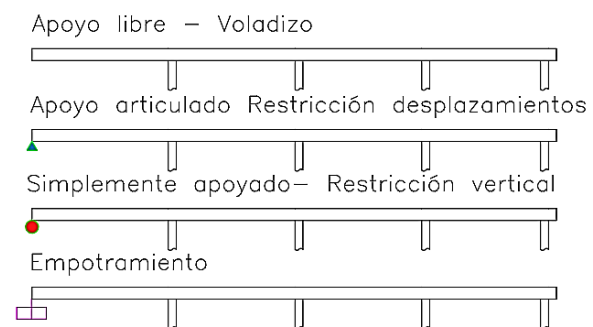 Apoyo libre - Voladizo
Apoyo articulado Restricción desplazamientos
Simplemente apoyado- Restricción vertical
Empotramiento